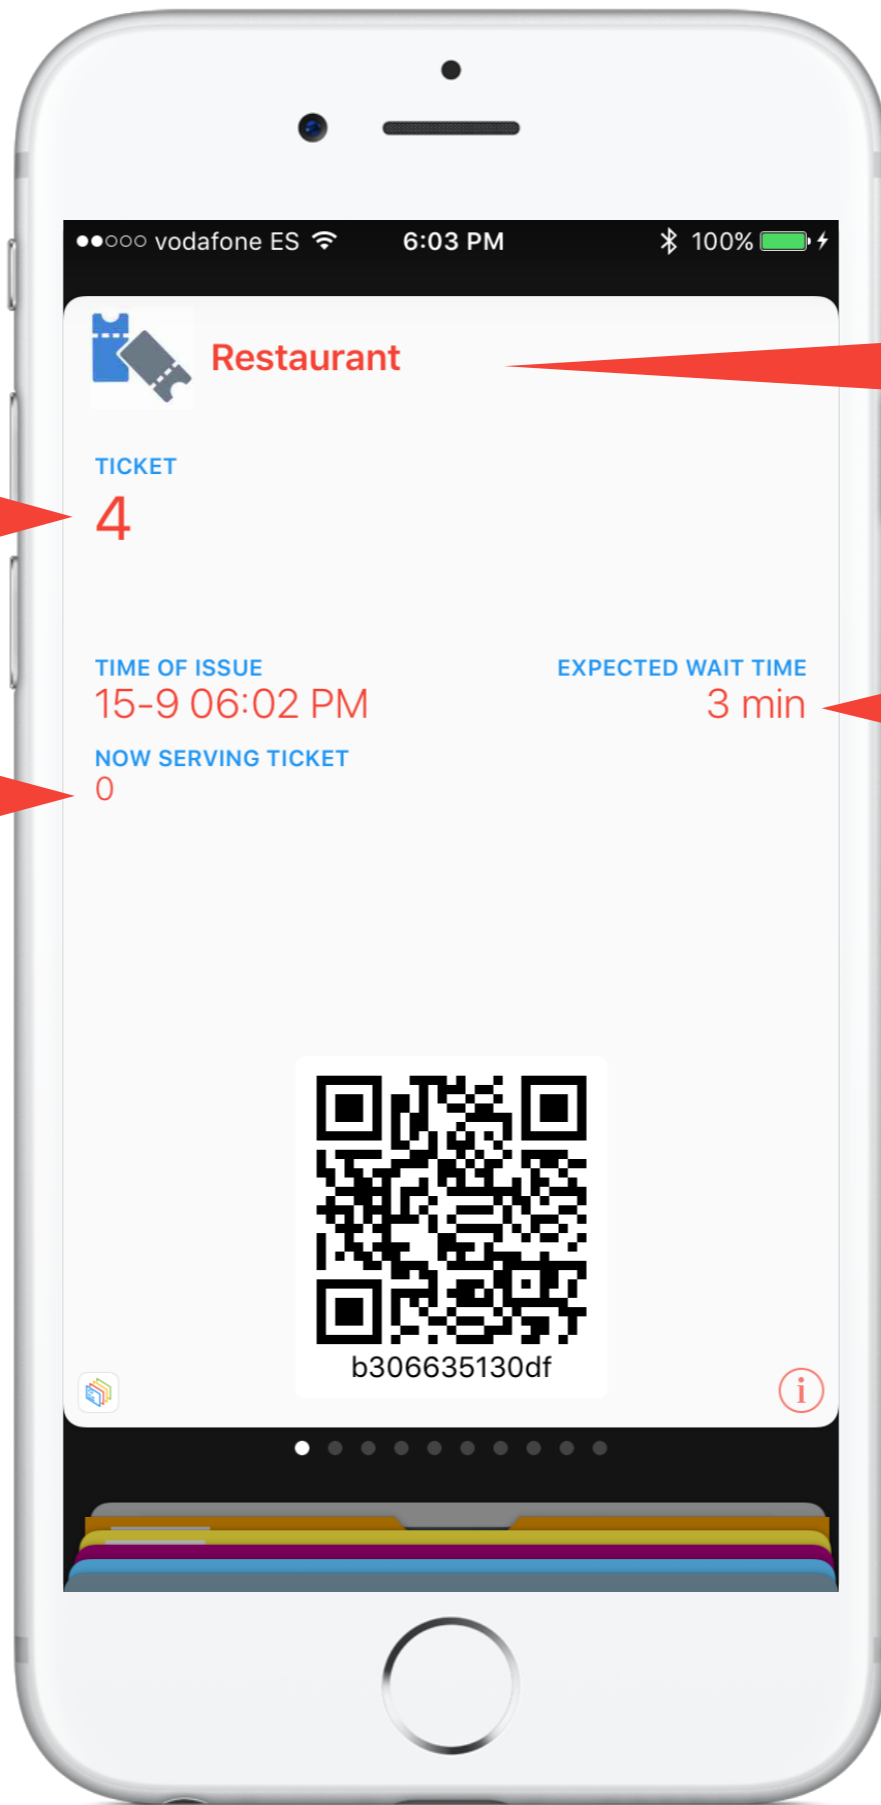 vodafone ES 6:03 PM 100%
Restaurant
TICKET
4
TIME OF ISSUE EXPECTED WAIT TIME
15-9 06:02 PM 3 min
NOW SERVING TICKET
0
b306635130df
i